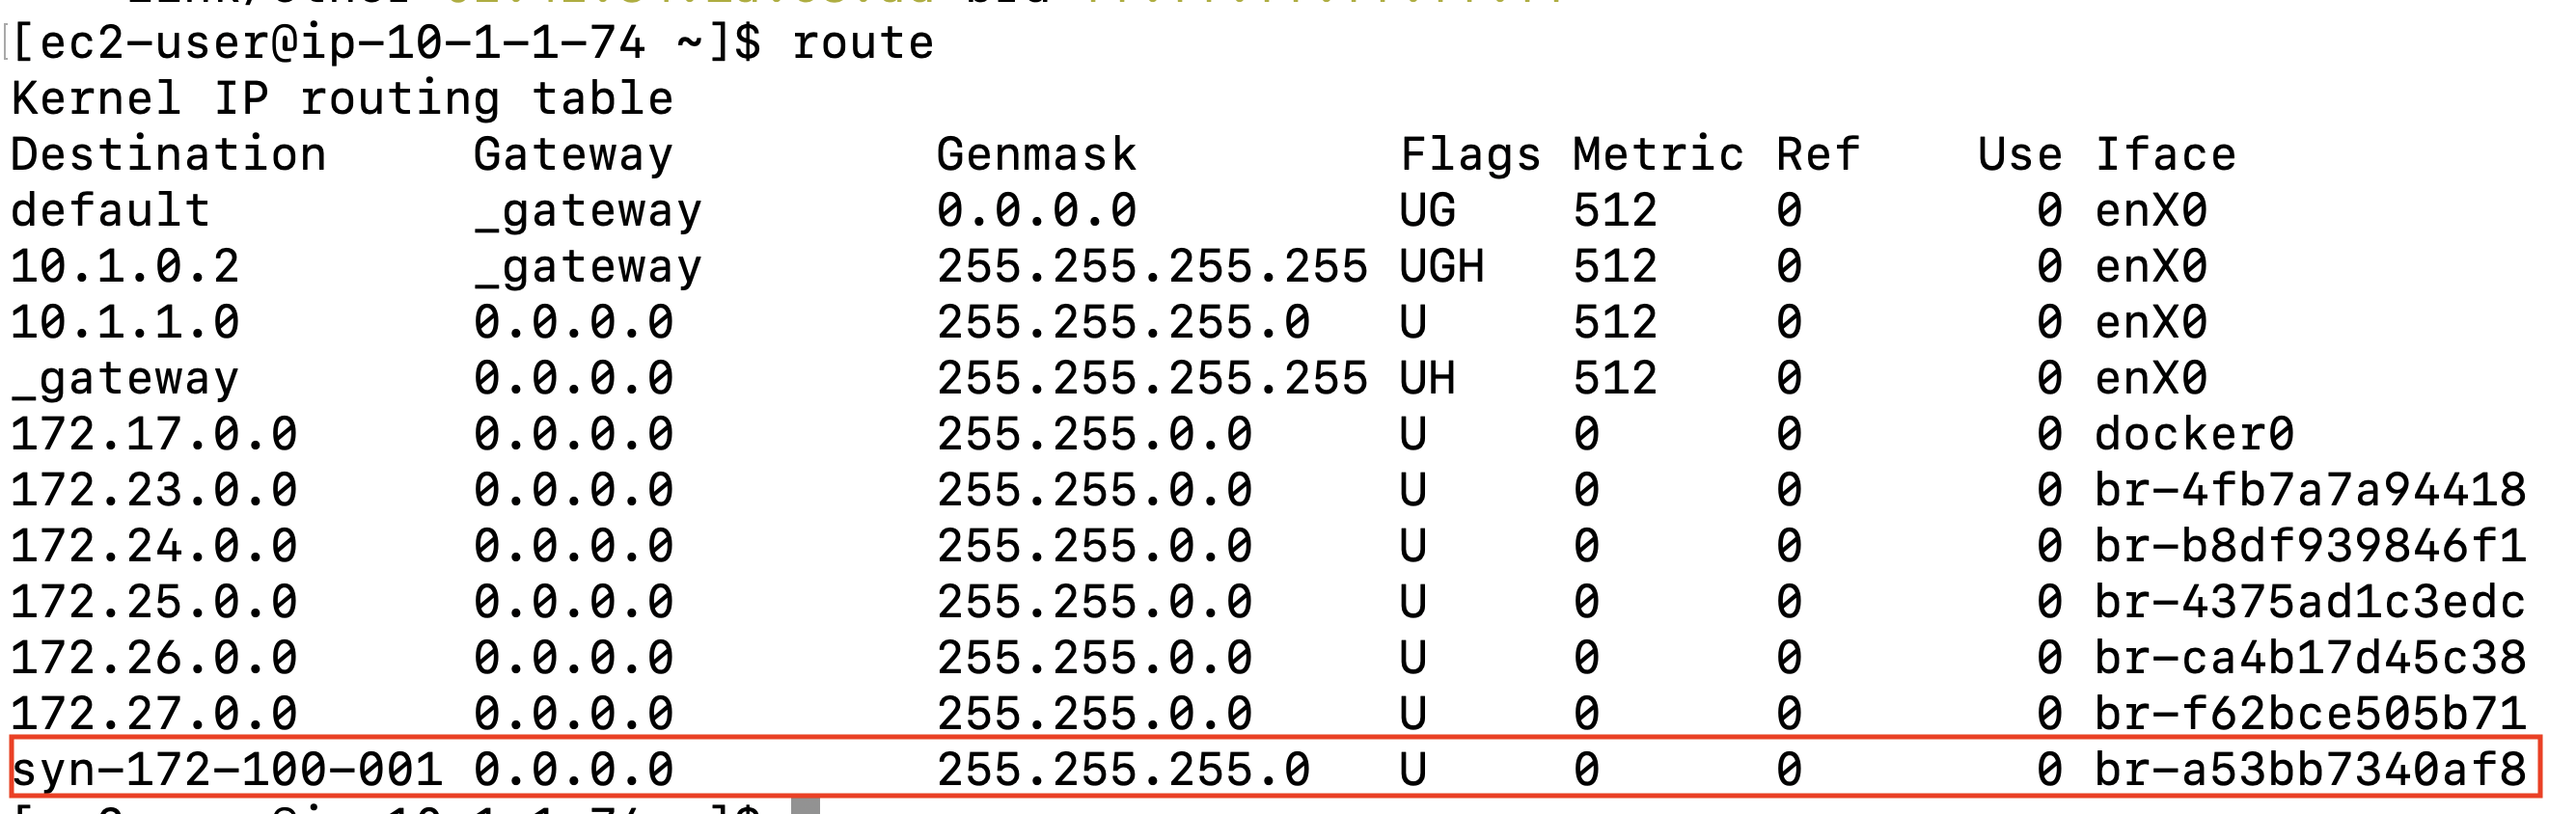 [ec2-user@ip-10-1-1-74 ~]$ route
Kernel IP routing table
Destination     Gateway         Genmask         Flags Metric Ref    Use Iface
default         _gateway        0.0.0.0         UG    512    0        0 enX0
10.1.0.2        _gateway        255.255.255.255 UGH   512    0        0 enX0
10.1.1.0        0.0.0.0         255.255.255.0   U     512    0        0 enX0
_gateway        0.0.0.0         255.255.255.255 UH    512    0        0 enX0
172.17.0.0      0.0.0.0         255.255.0.0     U     0      0        0 docker0
172.23.0.0      0.0.0.0         255.255.0.0     U     0      0        0 br-4fb7a7a94418
172.24.0.0      0.0.0.0         255.255.0.0     U     0      0        0 br-b8df939846f1
172.25.0.0      0.0.0.0         255.255.0.0     U     0      0        0 br-4375ad1c3edc
172.26.0.0      0.0.0.0         255.255.0.0     U     0      0        0 br-ca4b17d45c38
172.27.0.0      0.0.0.0         255.255.0.0     U     0      0        0 br-f62bce505b71
syn-172-100-001 0.0.0.0         255.255.255.0   U     0      0        0 br-a53bb7340af8